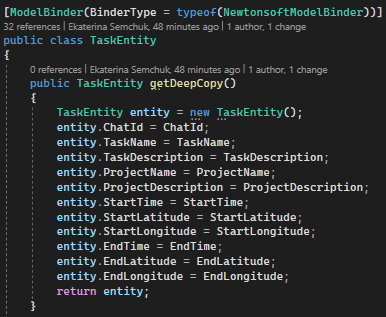 [ModelBinder(BinderType = typeof(NewtonsoftModelBinder))]
32 references | Ekaterina Semchuk, 48 minutes ago | 1 author, 1 change
public class TaskEntity
{
0 references | Ekaterina Semchuk, 48 minutes ago | 1 author, 1 change
public TaskEntity getDeepCopy()
{
TaskEntity entity = new TaskEntity();
entity.ChatId = ChatId;
entity.TaskName = TaskName;
entity.TaskDescription = TaskDescription;
entity.ProjectName = ProjectName;
entity.ProjectDescription = ProjectDescription;
entity.StartTime = StartTime;
entity.StartLatitude = StartLatitude;
entity.StartLongitude = StartLongitude;
entity.EndTime = EndTime;
entity.EndLatitude = EndLatitude;
entity.EndLongitude = EndLongitude;
return entity;
}